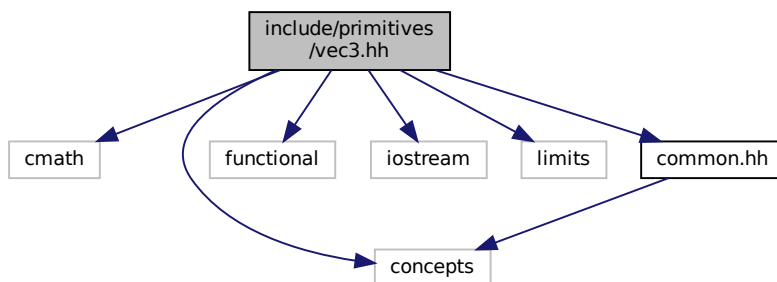 include/primitives
/vec3.hh
cmath
functional
iostream
limits
common.hh
concepts